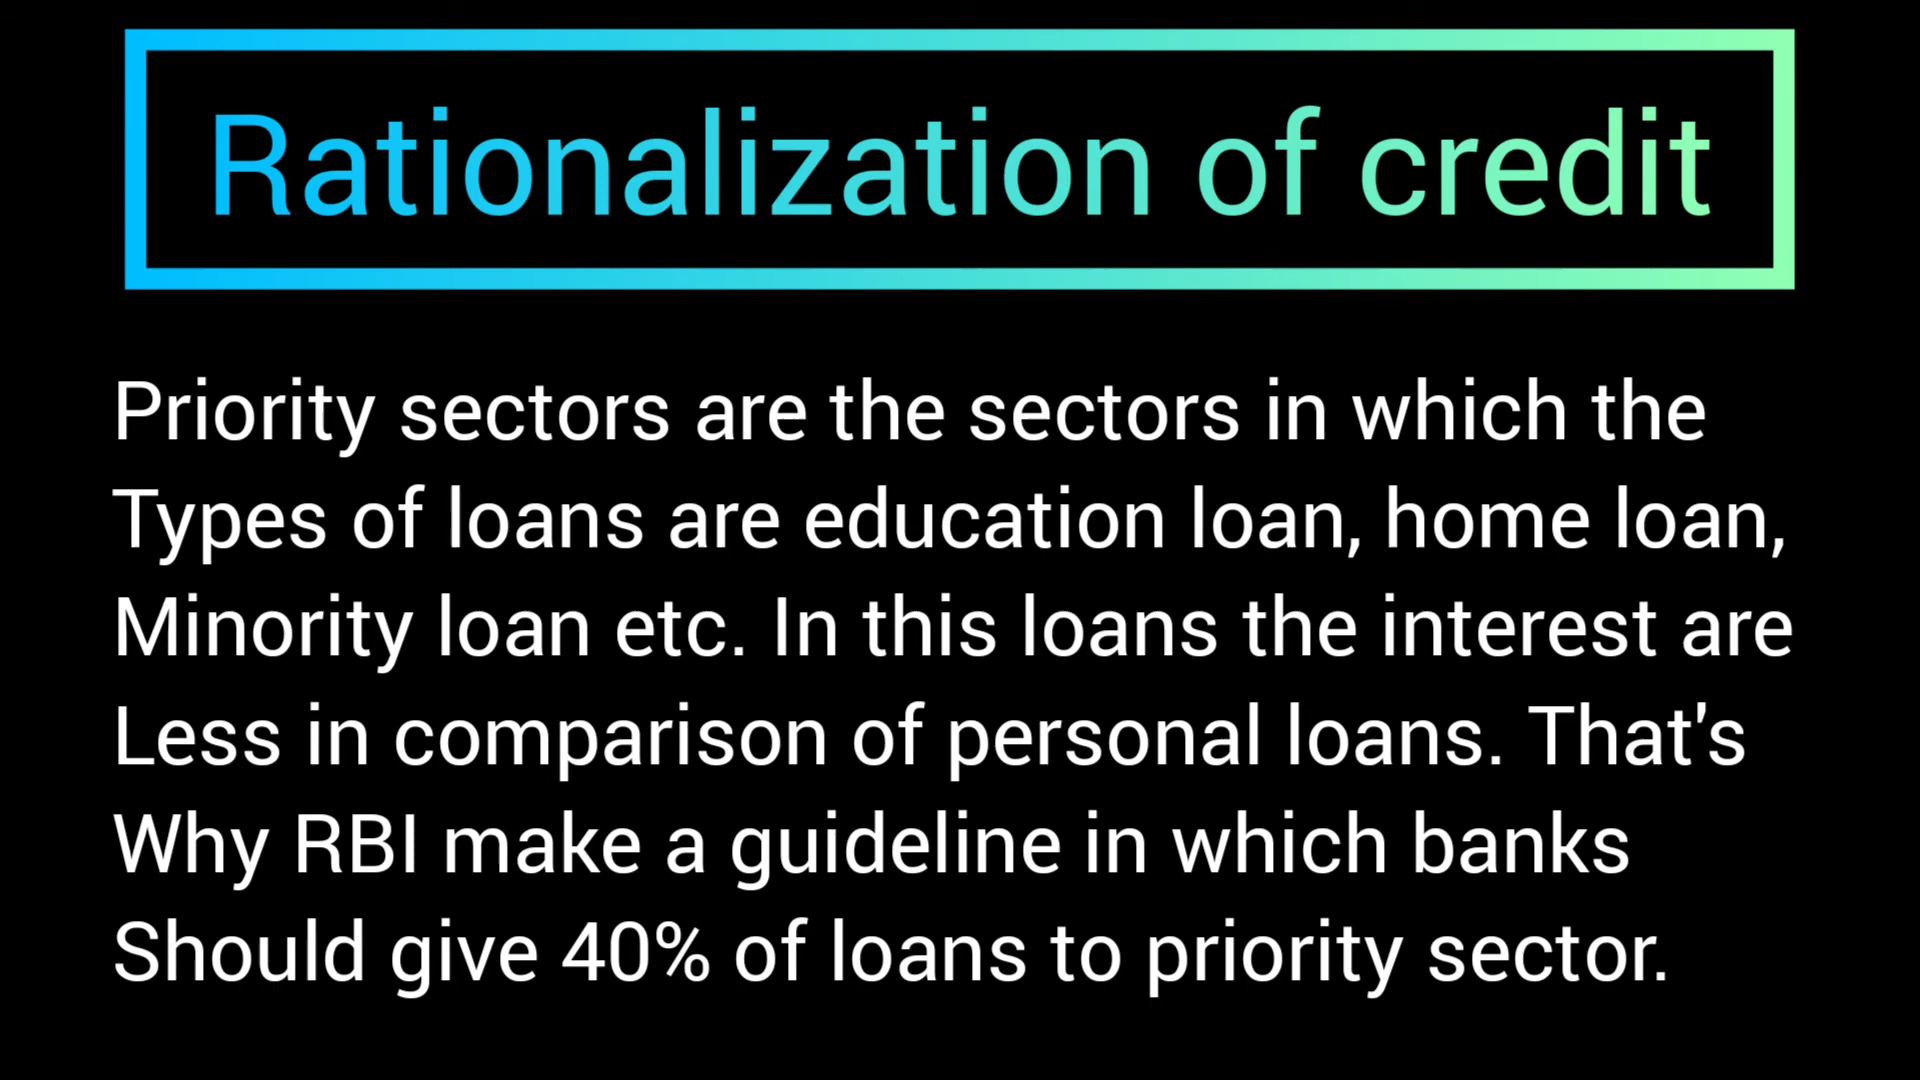 Rationalization of credit
Priority sectors are the sectors in which the
Types of loans are education loan, home loan,
Minority loan etc. In this loans the interest are
Less in comparison of personal loans. That's
Why RBI make a guideline in which banks
Should give 40% of loans to priority sector.